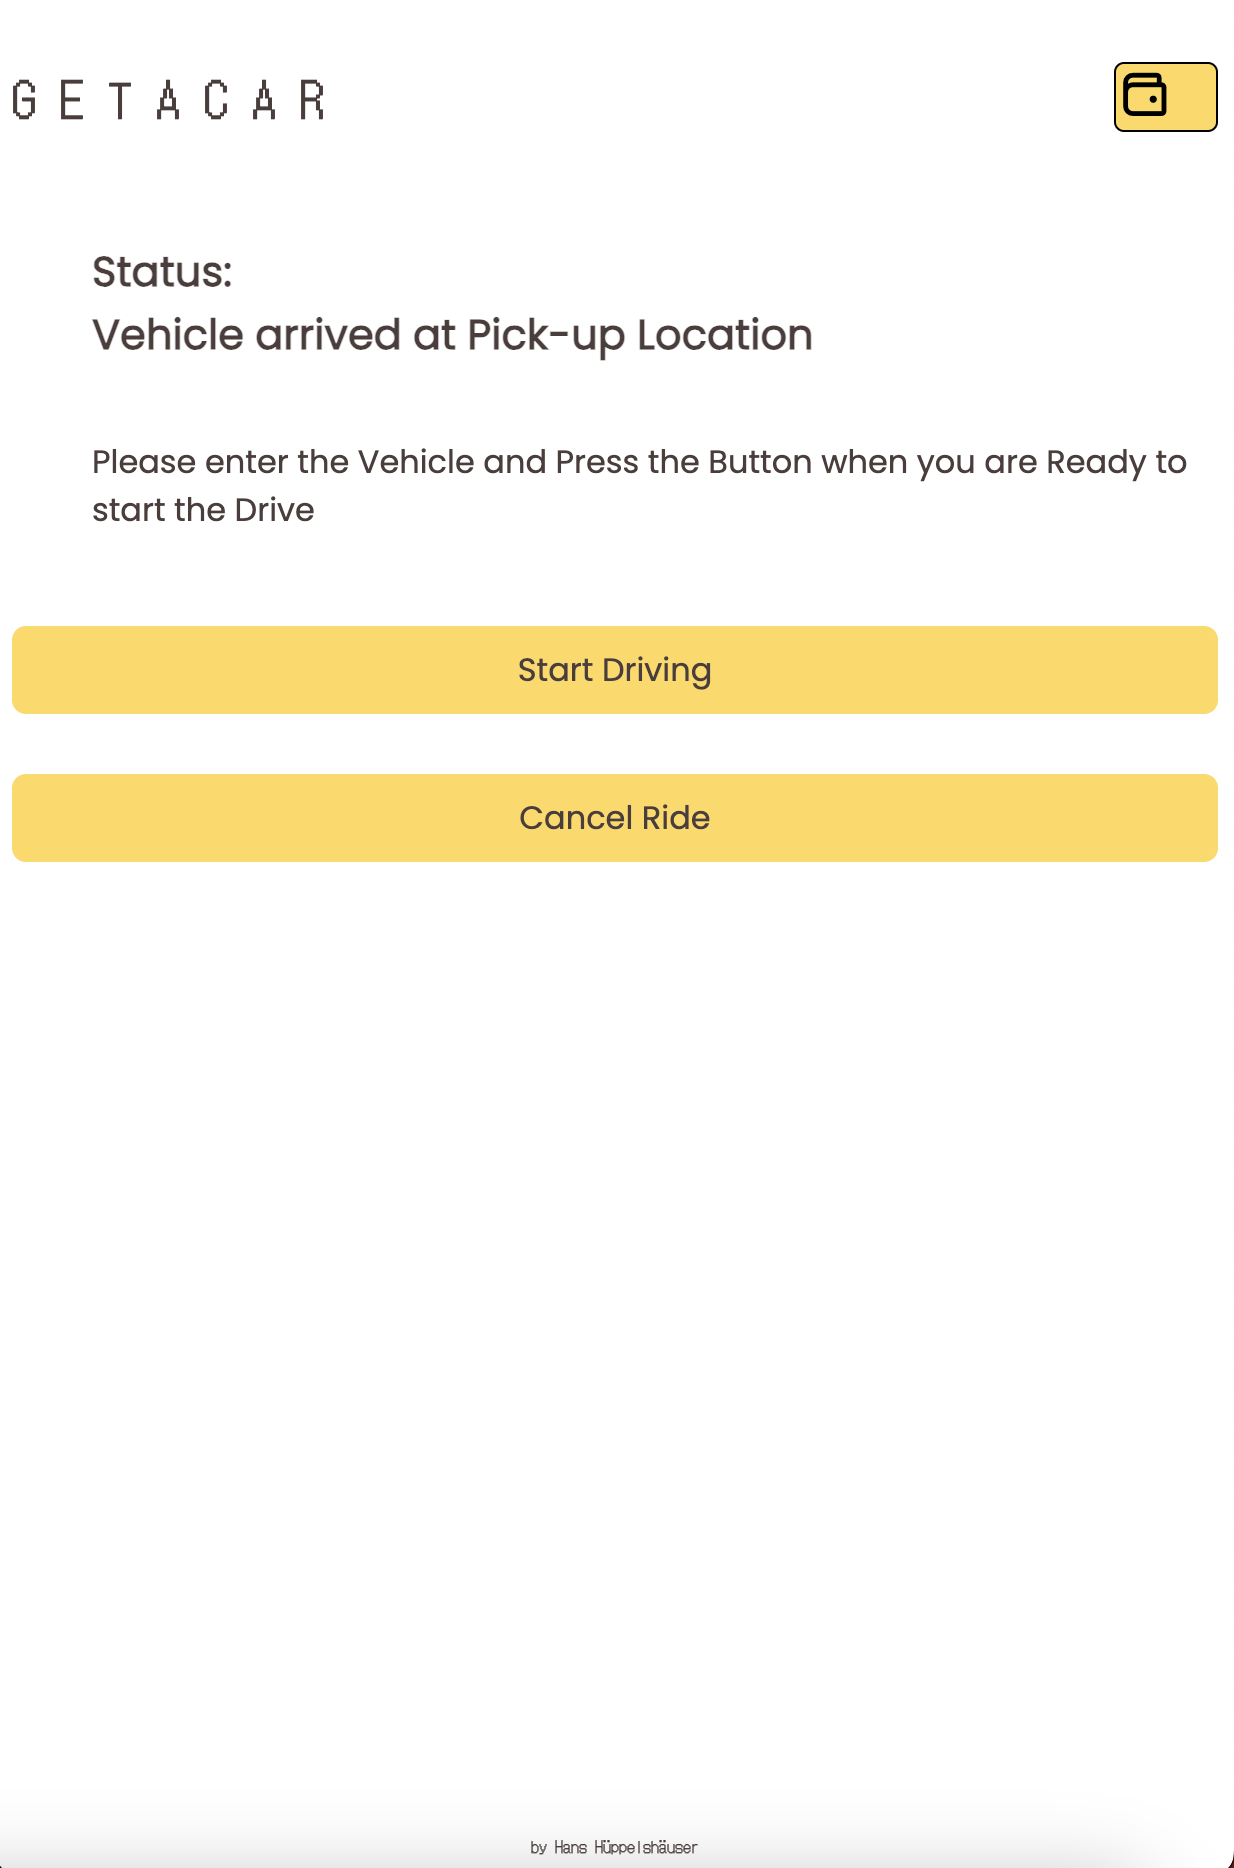 GETACAR
Status:
Vehicle arrived at Pick-up Location
Please enter the Vehicle and Press the Button when you are Ready to
start the Drive
Start Driving
Cancel Ride
by Hans Hüppelshäuser